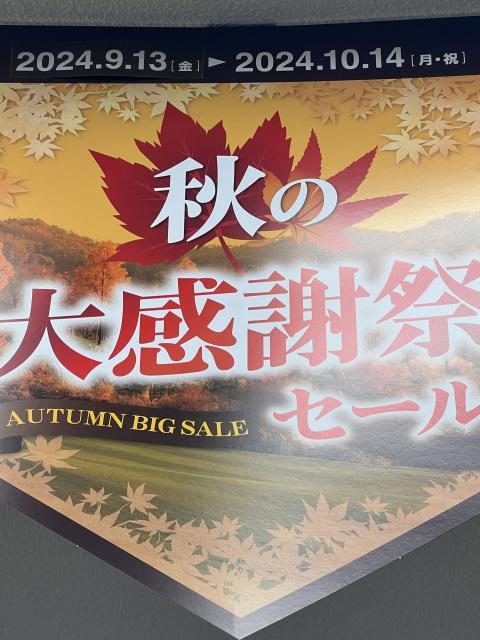 2024.9.13[金]▶2024.10.14[月・祝]
秋の
大感謝祭
AUTUMN BIG SALE
セール